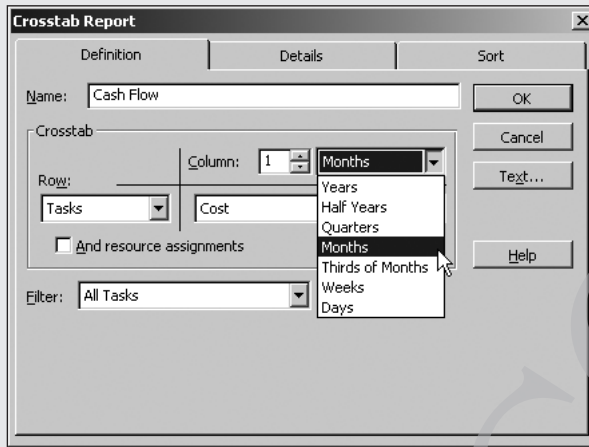 Crosstab Report
Definition Details Sort
Name: Cash Flow OK
Crosstab Cancel
Column: 1 Months Text...
Row:
Tasks Cost
And resource assignments
Years
Half Years
Quarters
Months
Thirds of Months
Weeks
Days
Help
Filter: All Tasks